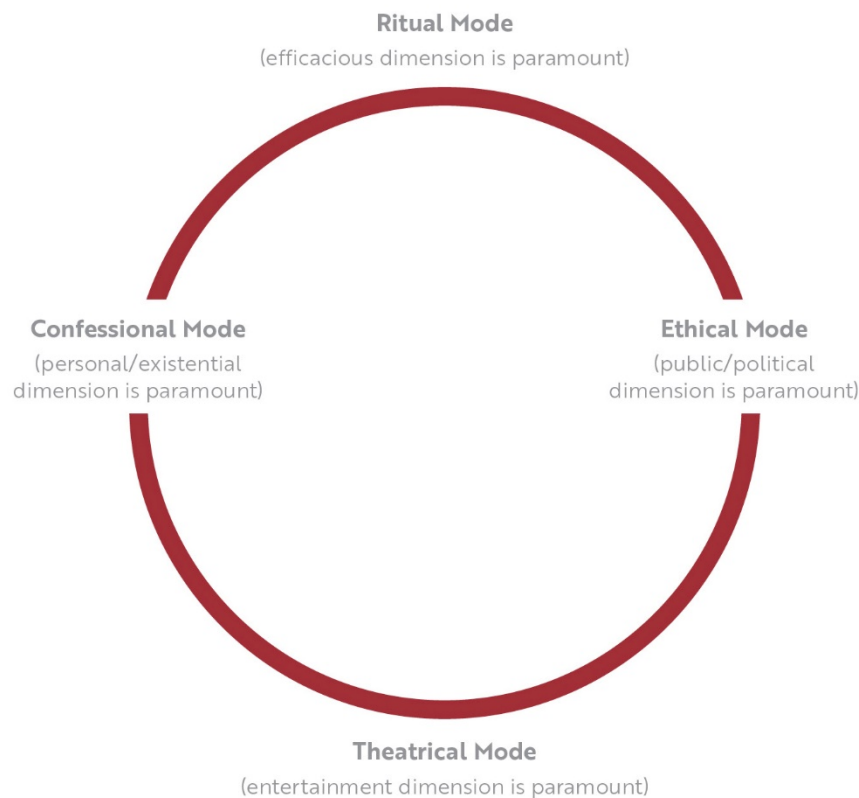 Ritual Mode
(efficacious dimension is paramount)
Confessional Mode
(personal/existential
dimension is paramount)
Ethical Mode
(public/political
dimension is paramount)
Theatrical Mode
(entertainment dimension is paramount)